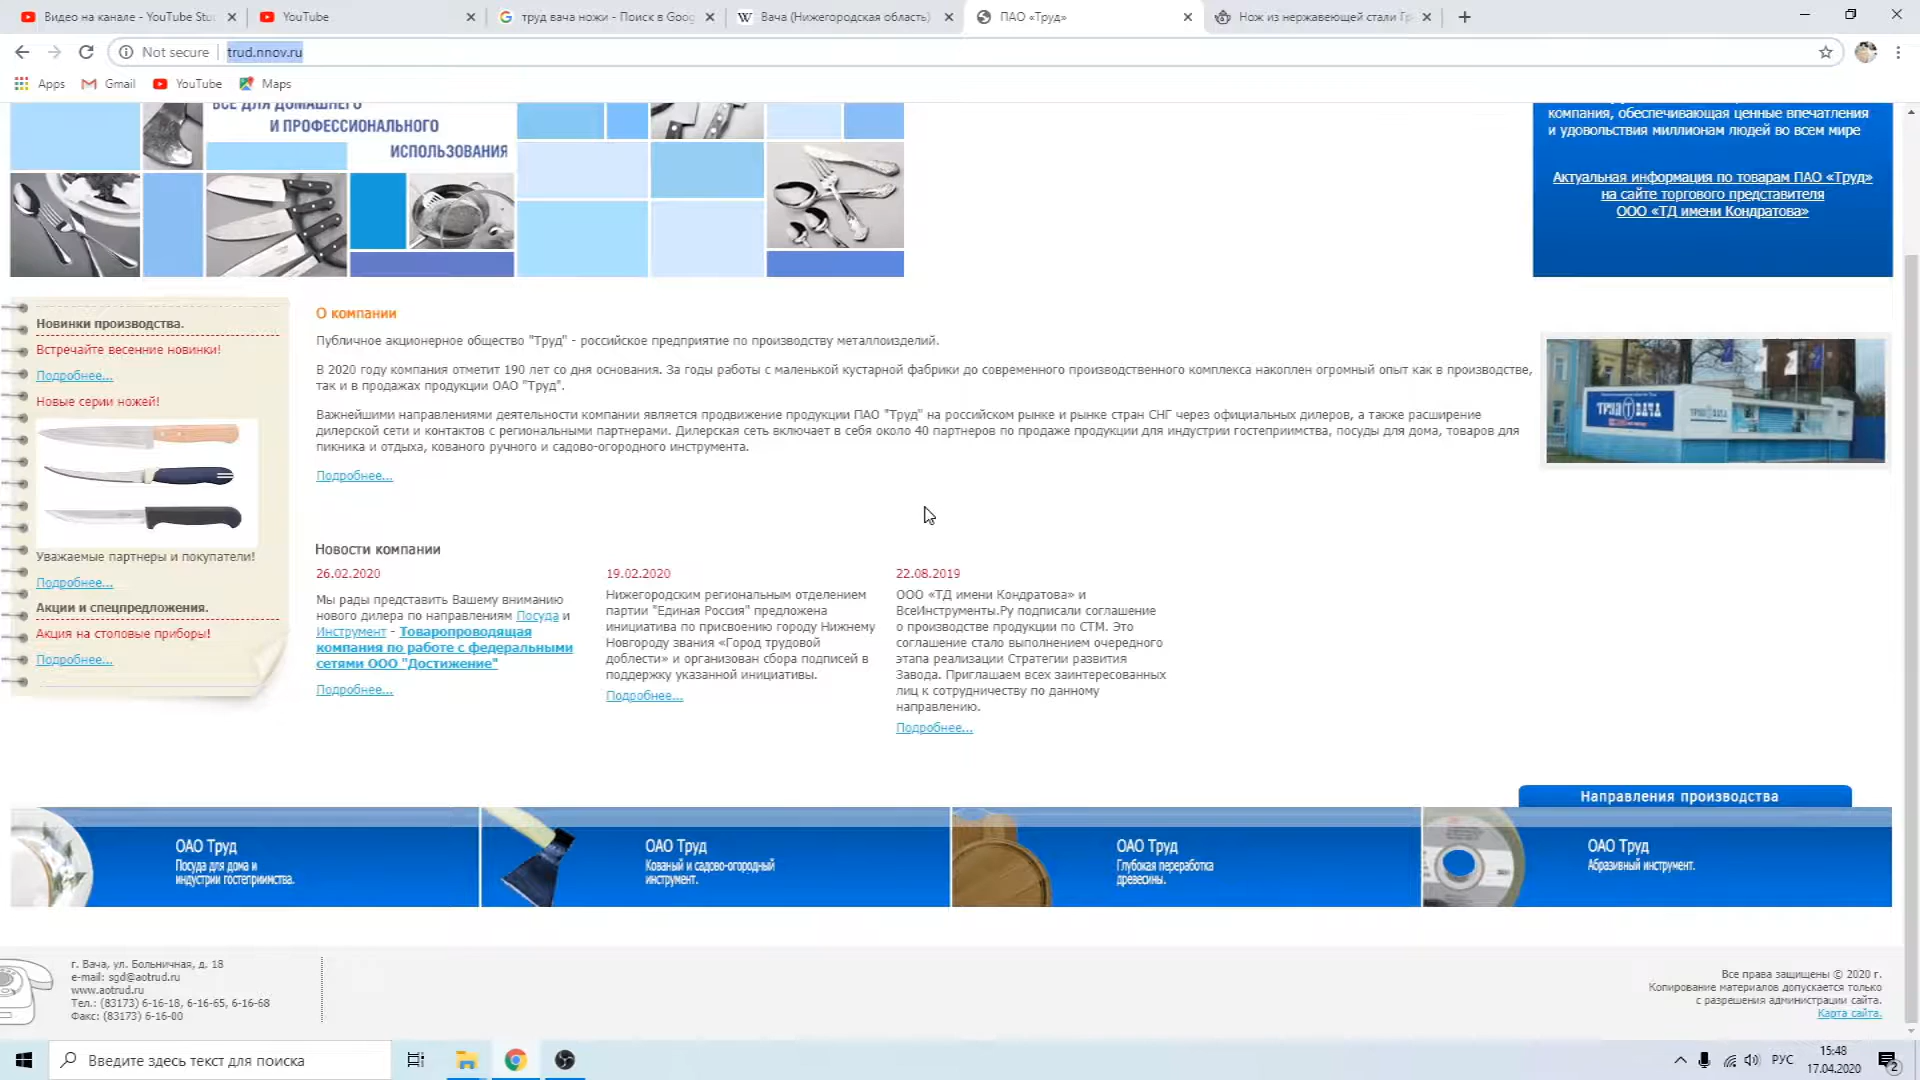 Видео на канале - YouTube Stu
YouTube
труд вача ножи - Поиск в Goog
Вача (Нижегородская область)
ПАО «Труд»
Нож из нержавеющей стали Гр
Not secure
trud.nnov.ru
Apps
Gmail
YouTube
Maps
ВСЕ ДЛЯ ДОМАШНЕГО
И ПРОФЕССИОНАЛЬНОГО
ИСПОЛЬЗОВАНИЯ
компания, обеспечивающая ценные впечатления
и удовольствия миллионам людей во всем мире
Актуальная информация по товарам ПАО «Труд»
на сайте торгового представителя
ООО «ТД имени Кондратова»
Новинки производства.
Встречайте весенние новинки!
Подробнее...
Новые серии ножей!
Уважаемые партнеры и покупатели!
Подробнее...
Акции и спецпредложения.
Акция на столовые приборы!
Подробнее...
О компании
Публичное акционерное общество "Труд" - российское предприятие по производству металлоизделий.
В 2020 году компания отметит 190 лет со дня основания. За годы работы с маленькой кустарной фабрики до современного производственного комплекса накоплен огромный опыт как в производстве,
так и в продажах продукции ОАО "Труд".
Важнейшими направлениями деятельности компании является продвижение продукции ПАО "Труд" на российском рынке и рынке стран СНГ через официальных дилеров, а также расширение
дилерской сети и контактов с региональными партнерами. Дилерская сеть включает в себя около 40 партнеров по продаже продукции для индустрии гостеприимства, посуды для дома, товаров для
пикника и отдыха, кованого ручного и садово-огородного инструмента.
Подробнее...
ТРУД ВАЧА
Новости компании
26.02.2020
Мы рады представить Вашему вниманию
нового дилера по направлениям Посуда и
Инструмент - Товаропроводящая
компания по работе с федеральными
сетями ООО "Достижение"
Подробнее...
19.02.2020
Нижегородским региональным отделением
партии "Единая Россия" предложена
инициатива по присвоению городу Нижнему
Новгороду звания «Город трудовой
доблести» и организован сбора подписей в
поддержку указанной инициативы.
Подробнее...
22.08.2019
ООО «ТД имени Кондратова» и
ВсеИнструменты.Ру подписали соглашение
о производстве продукции по СТМ. Это
соглашение стало выполнением очередного
этапа реализации Стратегии развития
Завода. Приглашаем всех заинтересованных
лиц к сотрудничеству по данному
направлению.
Подробнее...
Направления производства
ОАО Труд
Посуда для дома и
индустрии гостеприимства.
ОАО Труд
Кованый и садово-огородный
инструмент.
ОАО Труд
Глубокая переработка
древесины.
ОАО Труд
Абразивный инструмент.
г. Вача, ул. Больничная, д. 18
e-mail: sgd@aotrud.ru
www.aotrud.ru
Тел.: (83173) 6-16-18, 6-16-65, 6-16-68
Факс: (83173) 6-16-00
Все права защищены © 2020 г.
Копирование материалов допускается только
с разрешения администрации сайта.
Карта сайта.
Введите здесь текст для поиска
РУС
15:48
17.04.2020
2